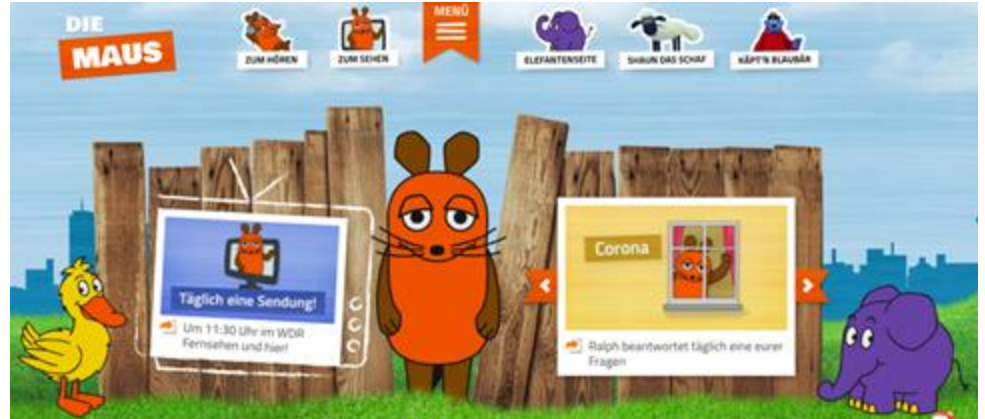 DIE
MAUS
ZUM HÖREN
ZUM SEHEN
MENÜ
ELEFANTENSEITE
SHAUN DAS SCHAF
KÄPT'N BLAUBÄR
Täglich eine Sendung!
Um 11:30 Uhr im WDR
Fernsehen und hier!
Corona
Ralph beantwortet täglich eine eurer
Fragen